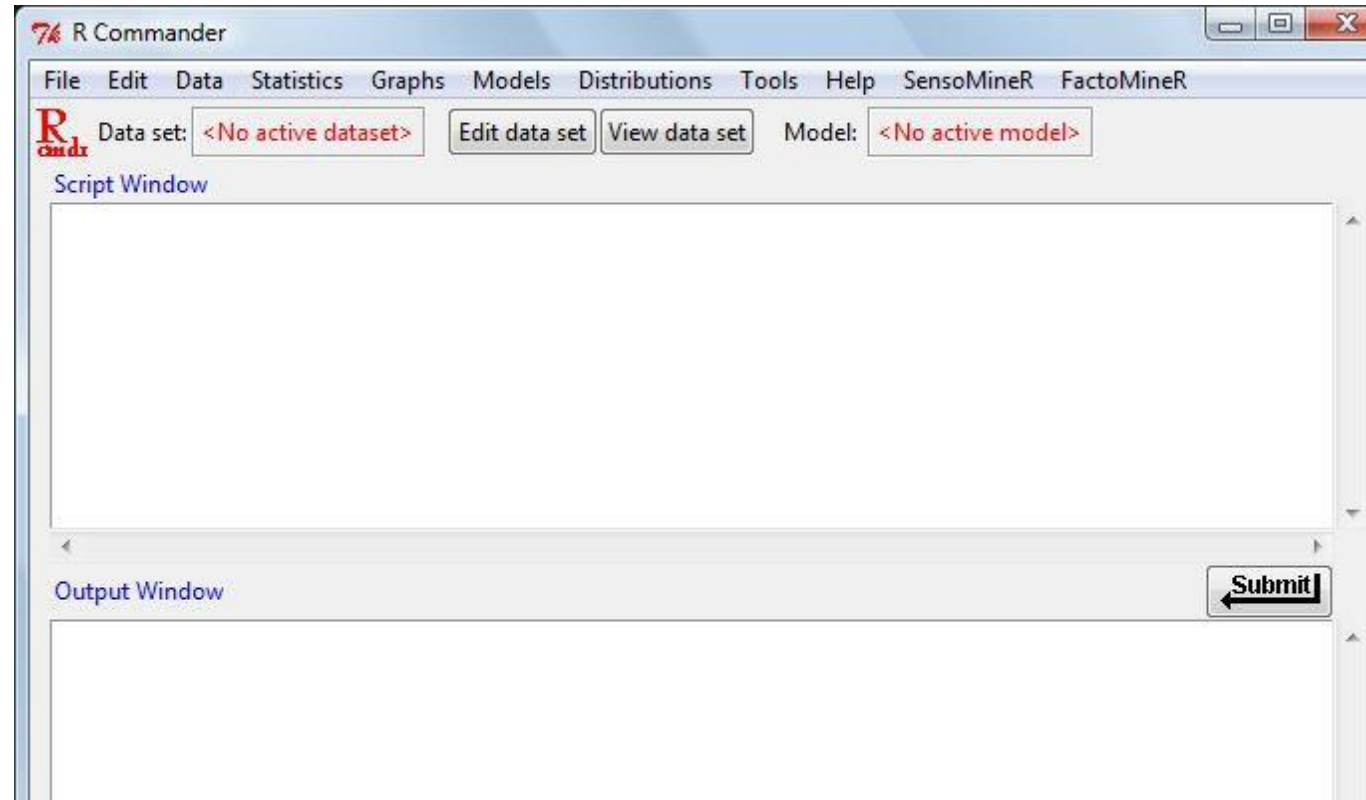 R Commander
File Edit Data Statistics Graphs Models Distributions Tools Help SensoMineR FactoMineR
R cmdr Data set: <No active dataset> Edit data set View data set Model: <No active model>
Script Window
Output Window Submit